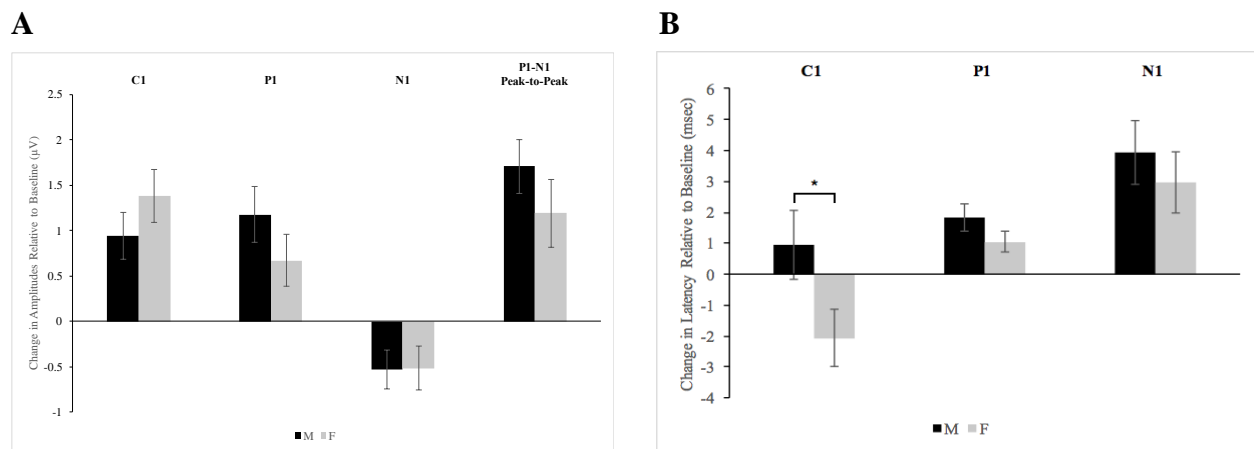 A
C1
P1
N1
P1-N1
Peak-to-Peak
Change in Amplitudes Relative to Baseline (µV)
2.5
2
1.5
1
0.5
0
-0.5
-1
M F
B
C1
P1
N1
Change in Latency Relative to Baseline (msec)
6
5
4
3
2
1
0
-1
-2
-3
-4
*
M F